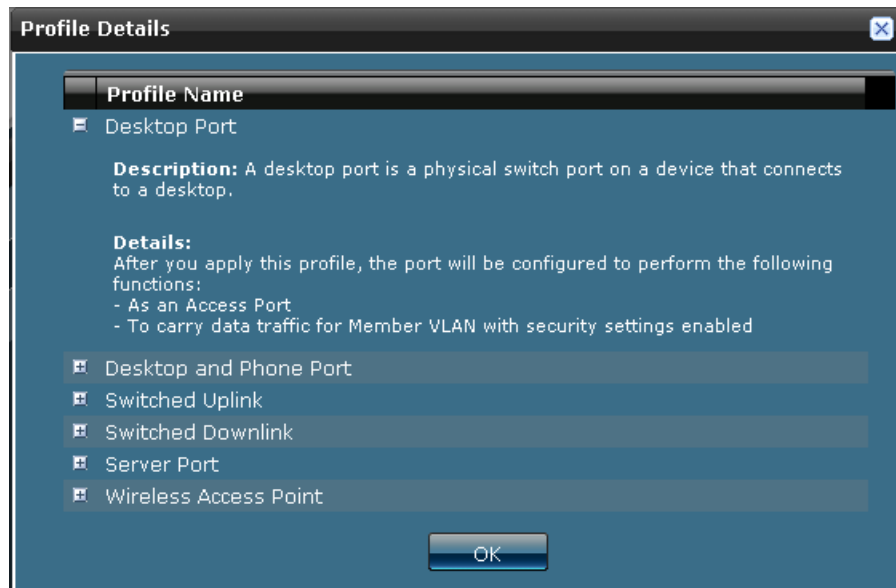 Profile Details
Profile Name
Desktop Port
Description: A desktop port is a physical switch port on a device that connects
to a desktop.
Details:
After you apply this profile, the port will be configured to perform the following
functions:
- As an Access Port
- To carry data traffic for Member VLAN with security settings enabled
Desktop and Phone Port
Switched Uplink
Switched Downlink
Server Port
Wireless Access Point
OK